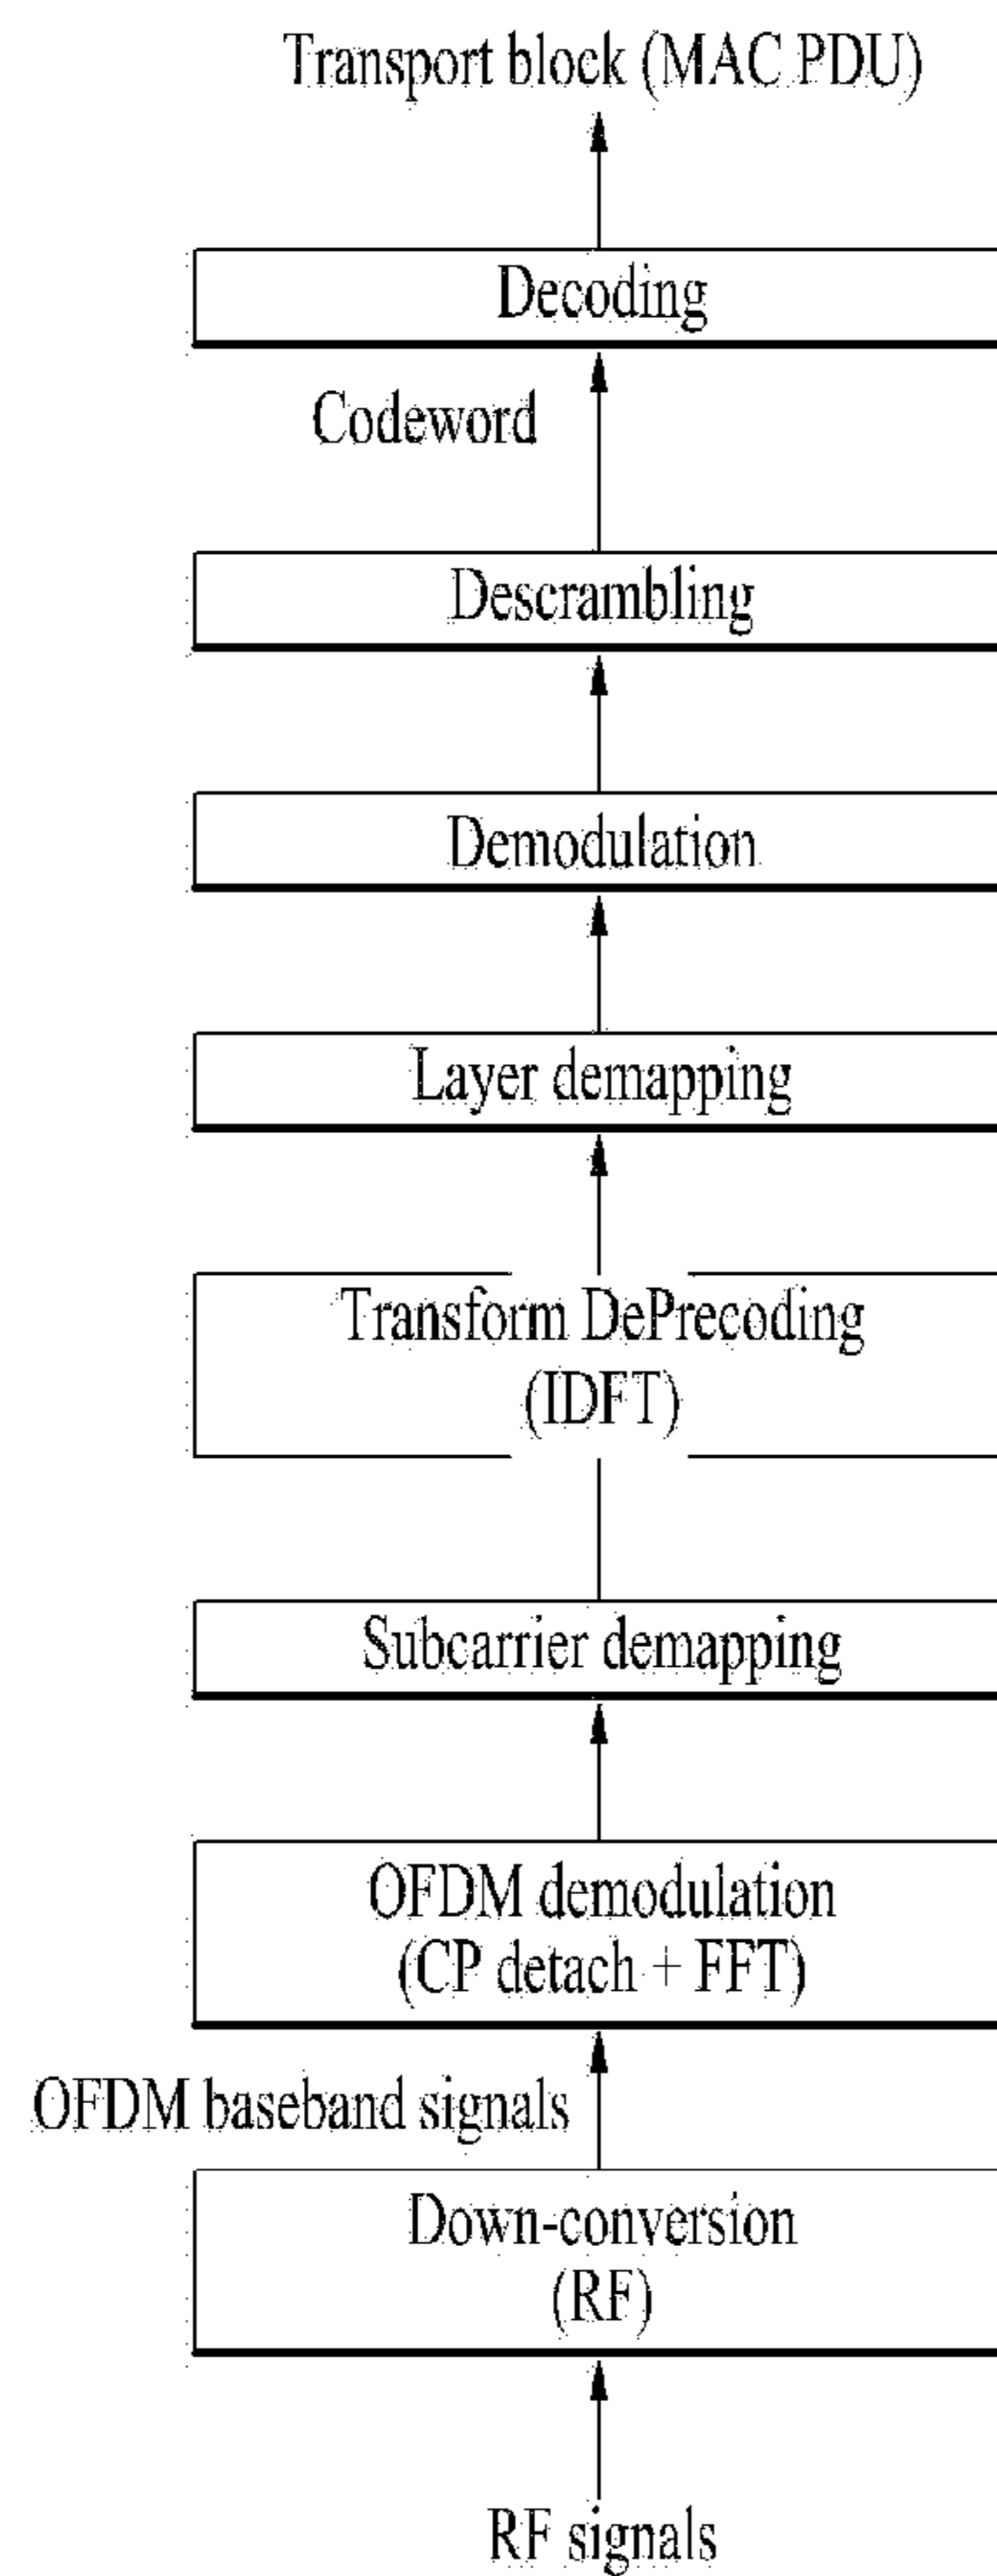 Transport block (MAC PDU)
Decoding
Codeword
Descrambling
Demodulation
Layer demapping
Transform DePrecoding
(IDFT)
Subcarrier demapping
OFDM demodulation
(CP detach + FFT)
OFDM baseband signals
Down-conversion
(RF)
RF signals